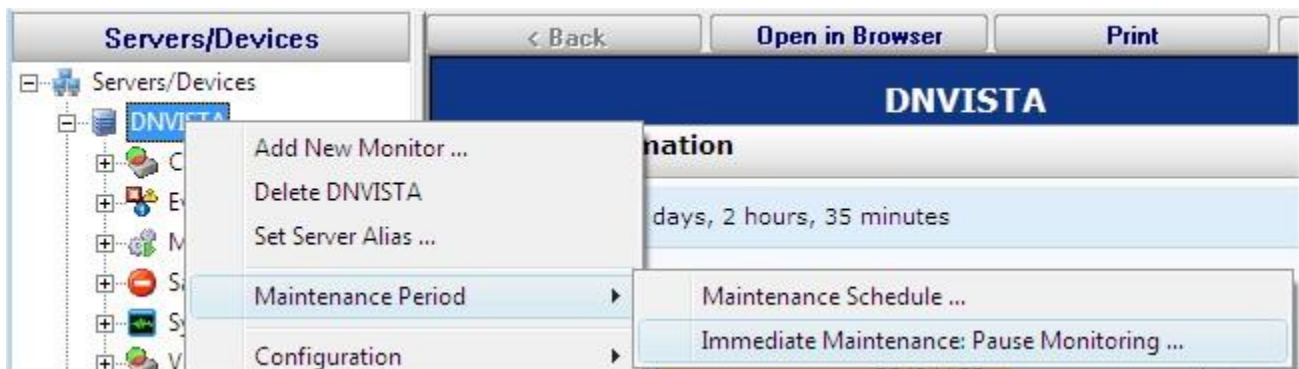 Servers/Devices
< Back
Open in Browser
Print
Servers/Devices
DNVISTA
DNVISTA
Add New Monitor ...
Delete DNVISTA
Set Server Alias ...
Maintenance Period
Configuration
days, 2 hours, 35 minutes
Maintenance Schedule ...
Immediate Maintenance: Pause Monitoring ...